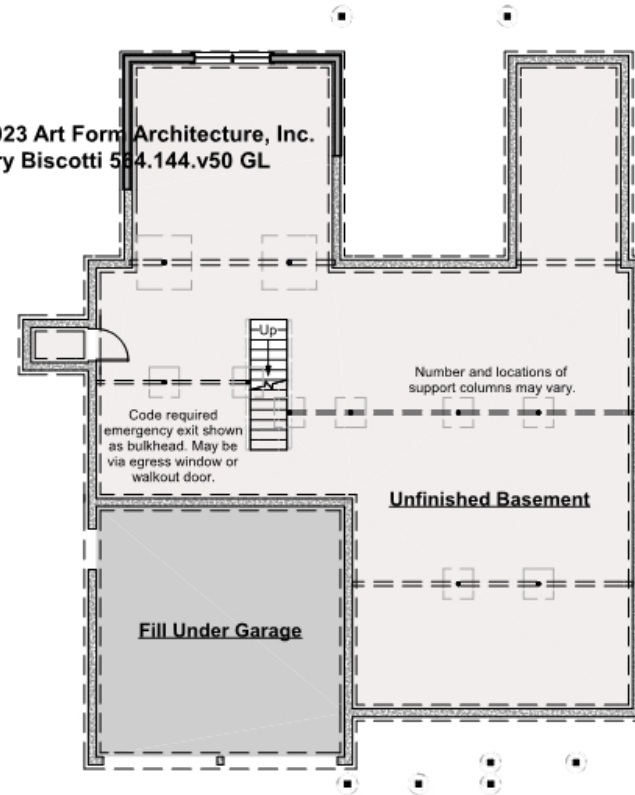 023 Art Form Architecture, Inc.
ry Biscotti 5 4.144.v50 GL
Up
Number and locations of
support columns may vary.
Code required
emergency exit shown
as bulkhead. May be
via egress window or
walkout door.
Unfinished Basement
Fill Under Garage